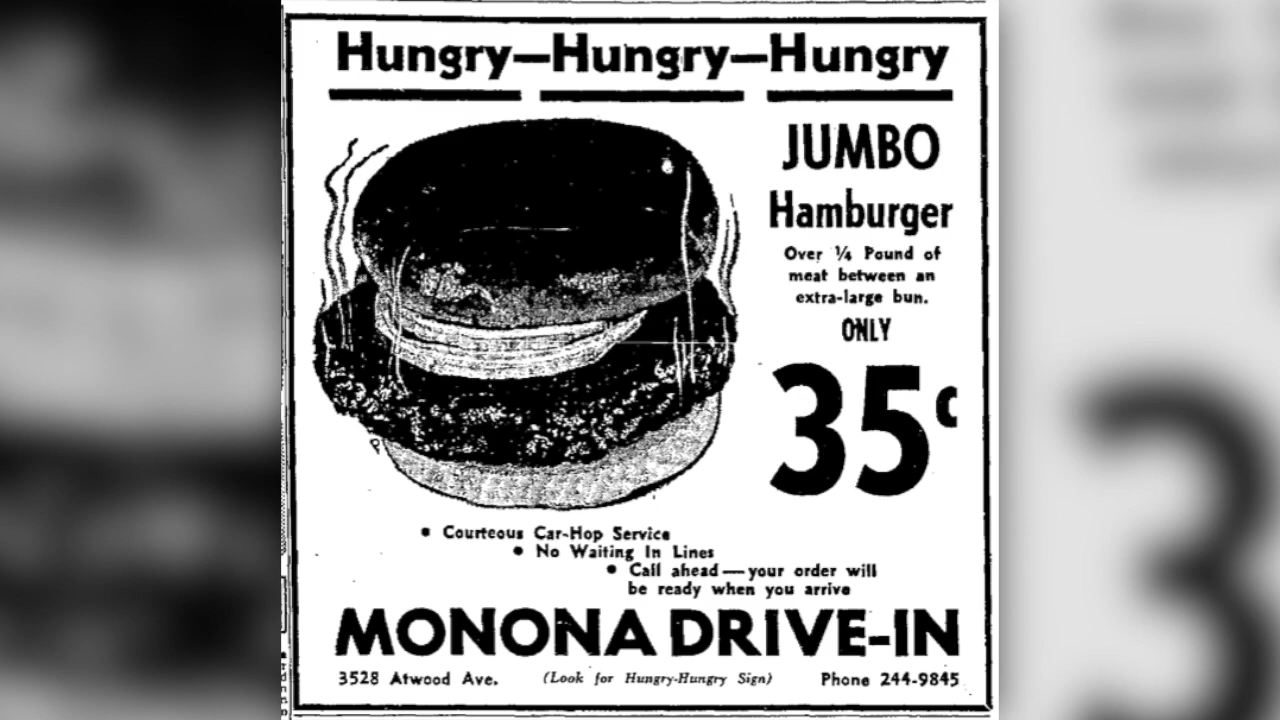 Hungry—Hungry—Hungry
JUMBO
Hamburger
Over ¼ Pound of
meat between an
extra-large bun.
ONLY
35c
• Courteous Car-Hop Service
• No Waiting In Lines
• Call ahead — your order will
be ready when you arrive
MONONA DRIVE-IN
3528 Atwood Ave. (Look for Hungry-Hungry Sign) Phone 244-9845